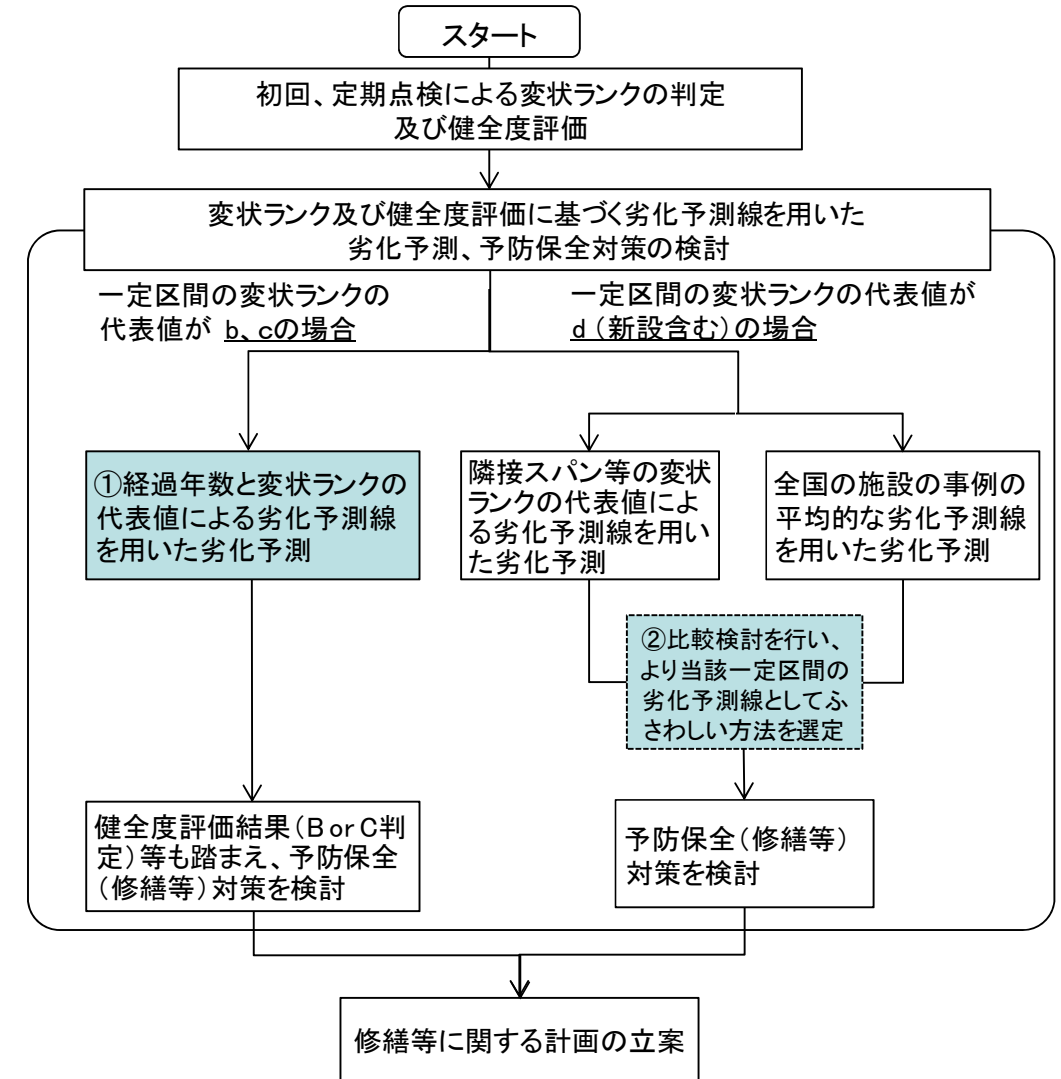 スタート
初回、定期点検による変状ランクの判定
及び健全度評価
変状ランク及び健全度評価に基づく劣化予測線を用いた
劣化予測、予防保全対策の検討
一定区間の変状ランクの
代表値が b、cの場合
一定区間の変状ランクの代表値が
d（新設含む）の場合
①経過年数と変状ランクの
代表値による劣化予測線
を用いた劣化予測
隣接スパン等の変状
ランクの代表値によ
る劣化予測線を用い
た劣化予測
全国の施設の事例の
平均的な劣化予測線
を用いた劣化予測
②比較検討を行い、
より当該一定区間の
劣化予測線としてふ
さわしい方法を選定
健全度評価結果（B or C判
定）等も踏まえ、予防保全
（修繕等）対策を検討
予防保全（修繕等）
対策を検討
修繕等に関する計画の立案